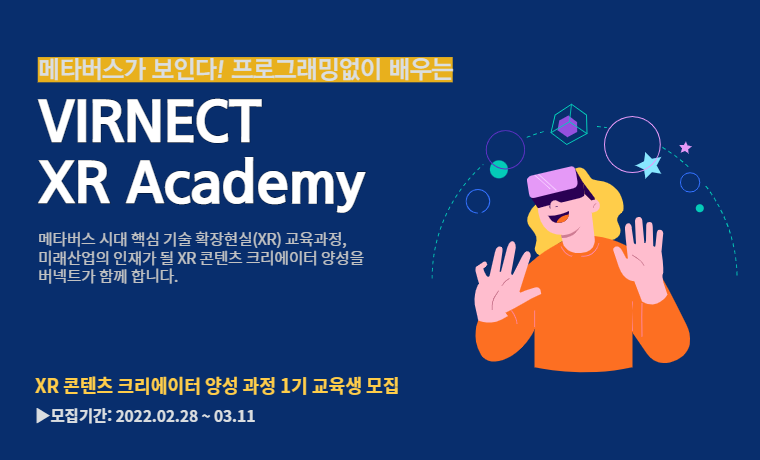 메타버스가 보인다! 프로그래밍없이 배우는
VIRNECT
XR Academy
메타버스 시대 핵심 기술 확장현실(XR) 교육과정,
미래산업의 인재가 될 XR 콘텐츠 크리에이터 양성을
버넥트가 함께 합니다.
XR 콘텐츠 크리에이터 양성 과정 1기 교육생 모집
▶모집기간: 2022.02.28 ~ 03.11